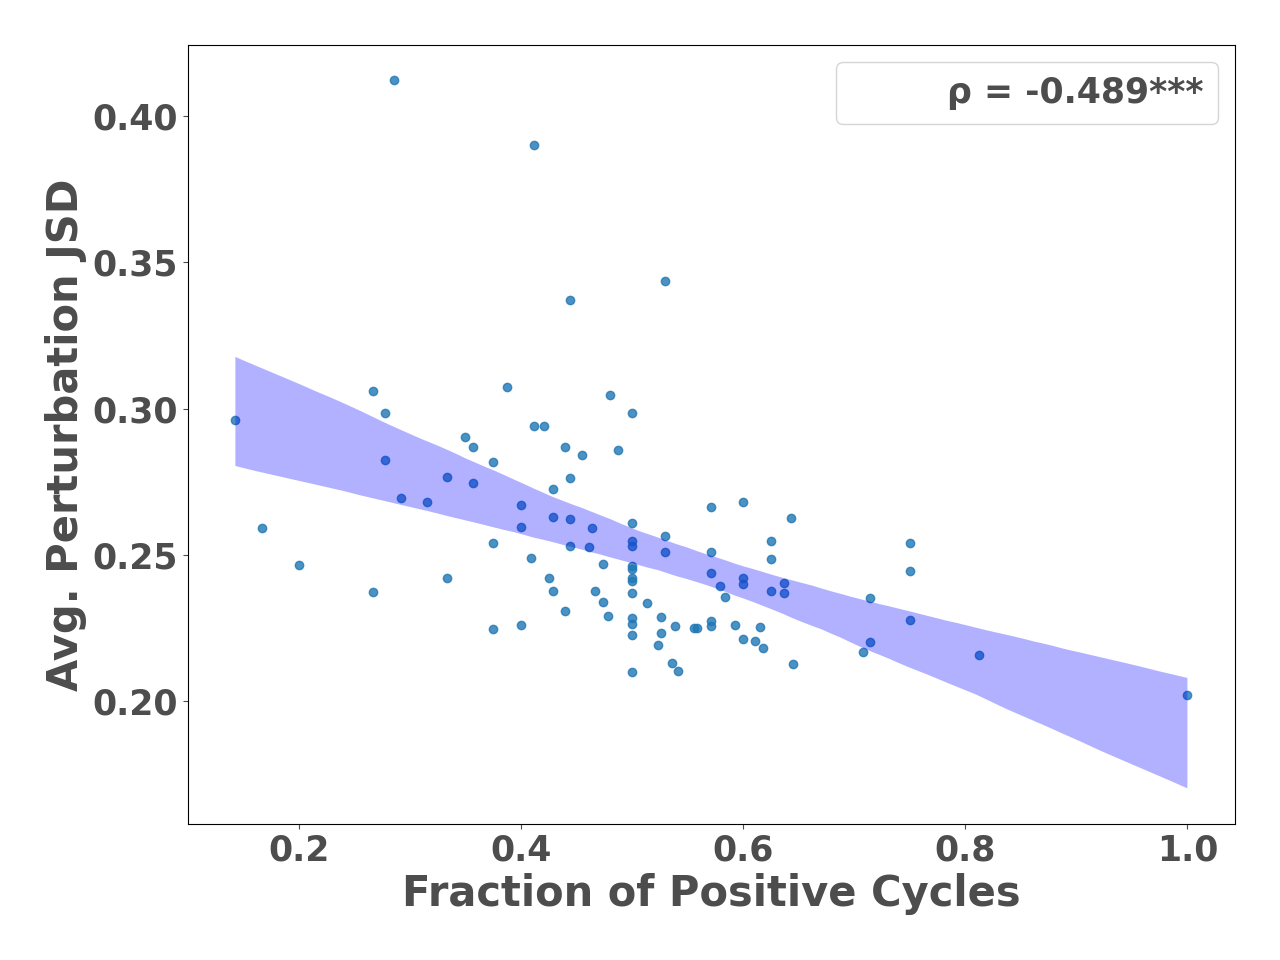 ρ = -0.489***
Avg. Perturbation JSD
0.40
0.35
0.30
0.25
0.20
0.2 0.4 0.6 0.8 1.0
Fraction of Positive Cycles